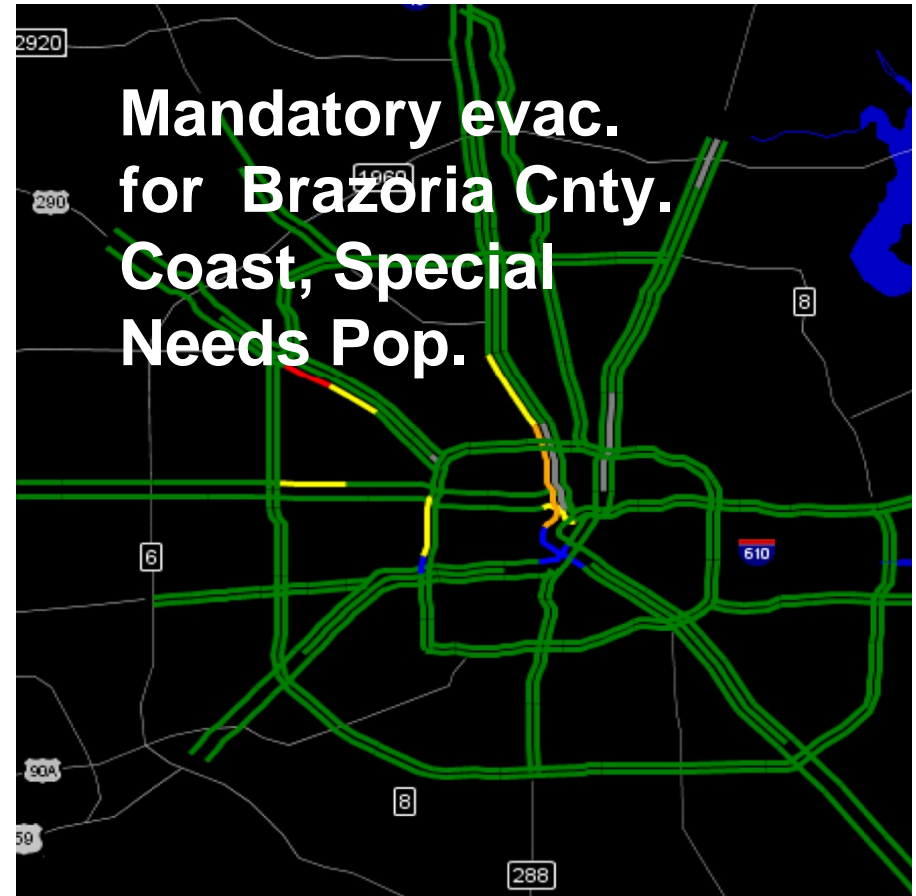 2920
Mandatory evac.
1960
for Brazoria Cnty.
290
Coast, Special
8
Needs Pop.
610
6
90A
8
59
288